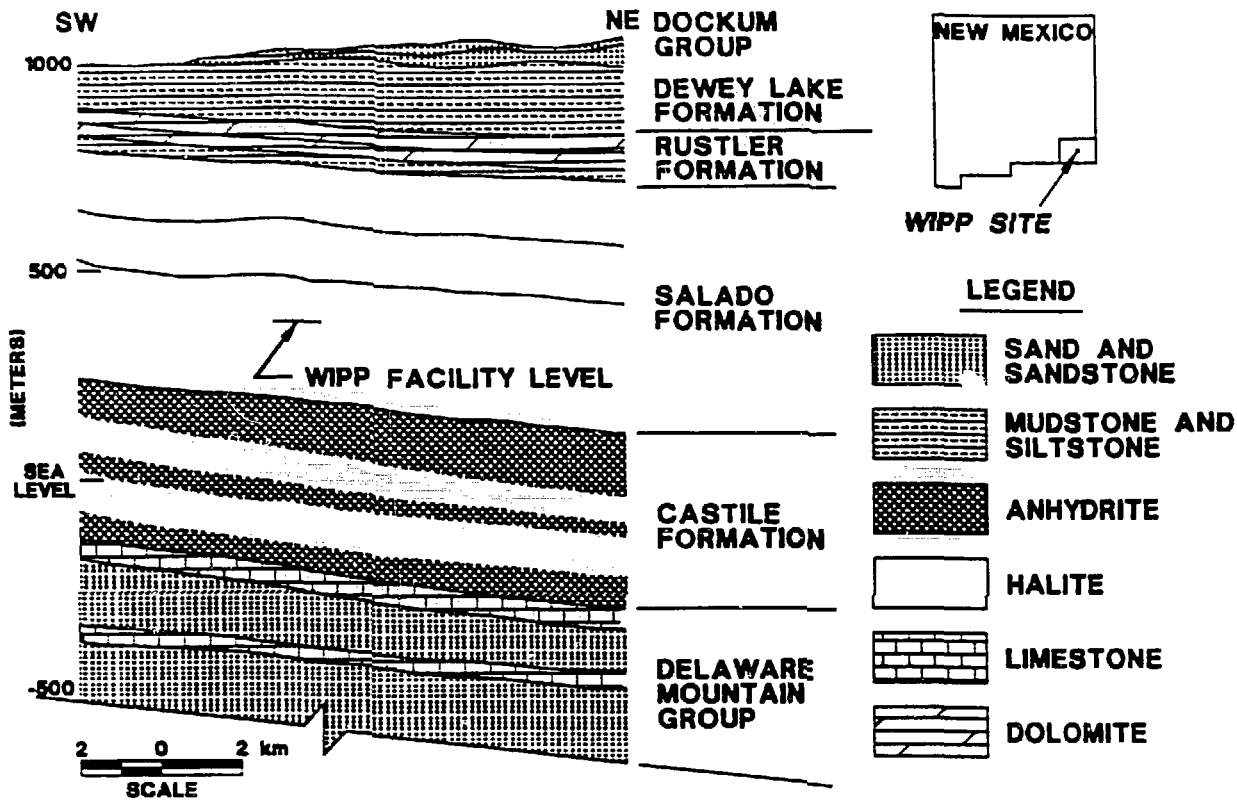 SW
NE
DOCKUM
GROUP
1000
DEWEY LAKE
FORMATION
RUSTLER
FORMATION
500
SALADO
FORMATION
WIPP FACILITY LEVEL
(METERS)
SEA
LEVEL
CASTILE
FORMATION
-500
DELAWARE
MOUNTAIN
GROUP
2 0 2 km
SCALE
NEW MEXICO
WIPP SITE
LEGEND
SAND AND
SANDSTONE
MUDSTONE AND
SILTSTONE
ANHYDRITE
HALITE
LIMESTONE
DOLOMITE